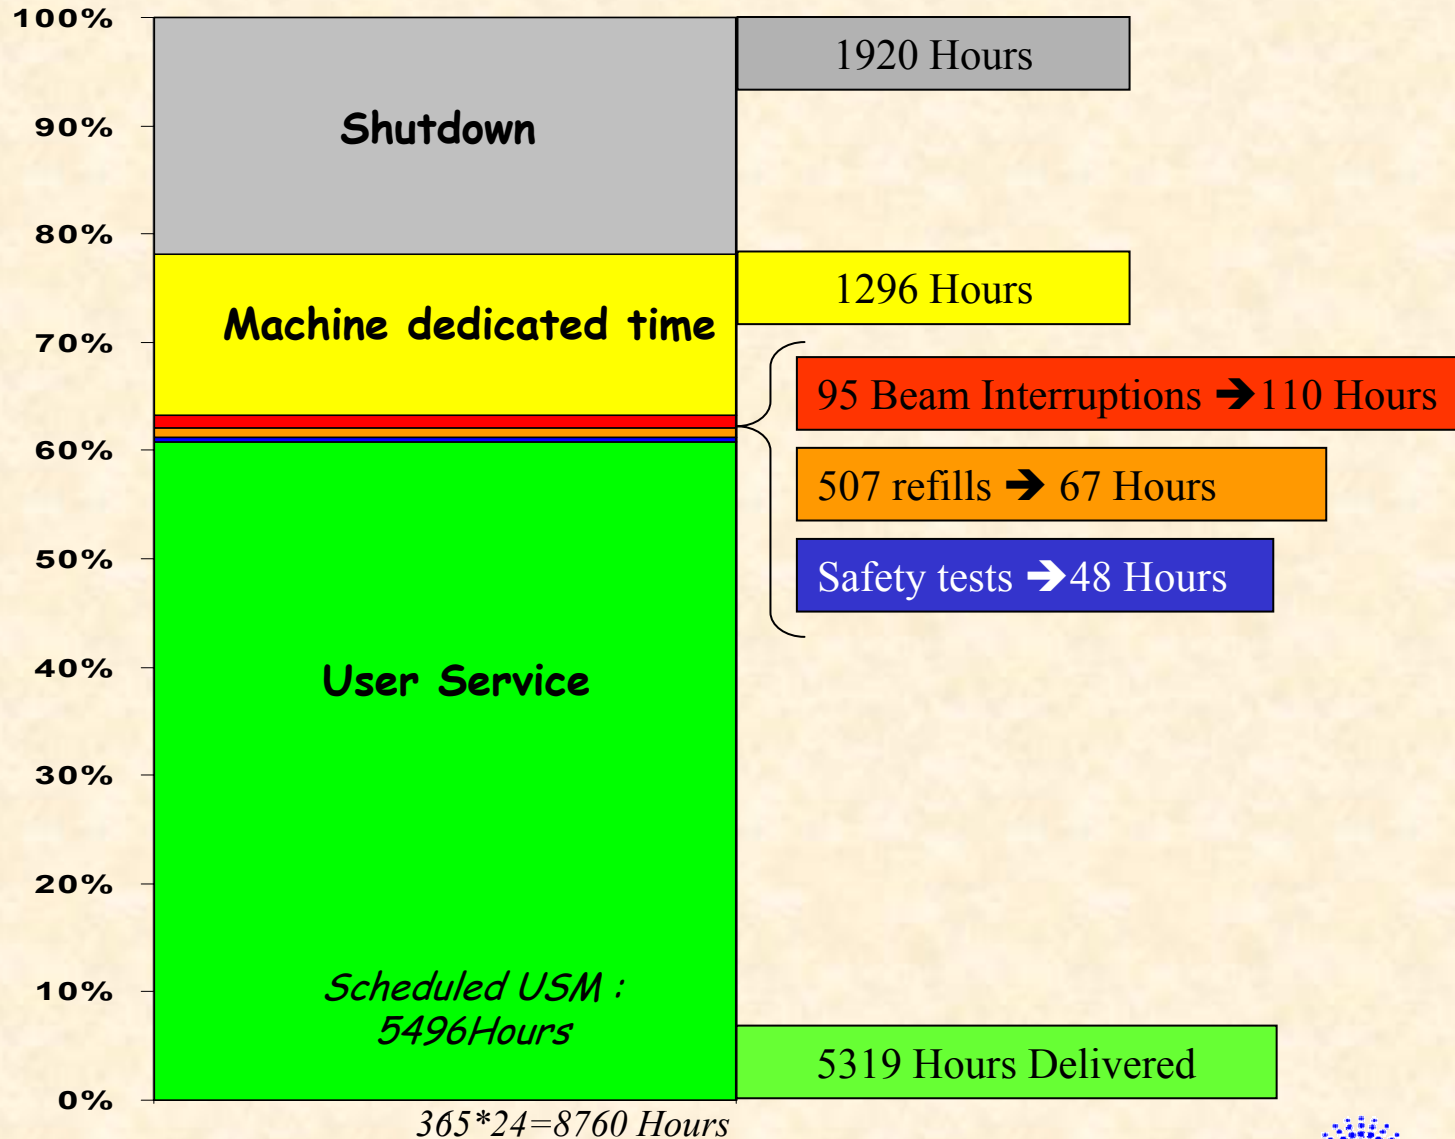 100%
90%
80%
70%
60%
50%
40%
30%
20%
10%
0%
Shutdown
Machine dedicated time
User Service
Scheduled USM :
5496Hours
1920 Hours
1296 Hours
95 Beam Interruptions ➔110 Hours
507 refills ➔ 67 Hours
Safety tests ➔48 Hours
5319 Hours Delivered
365*24=8760 Hours